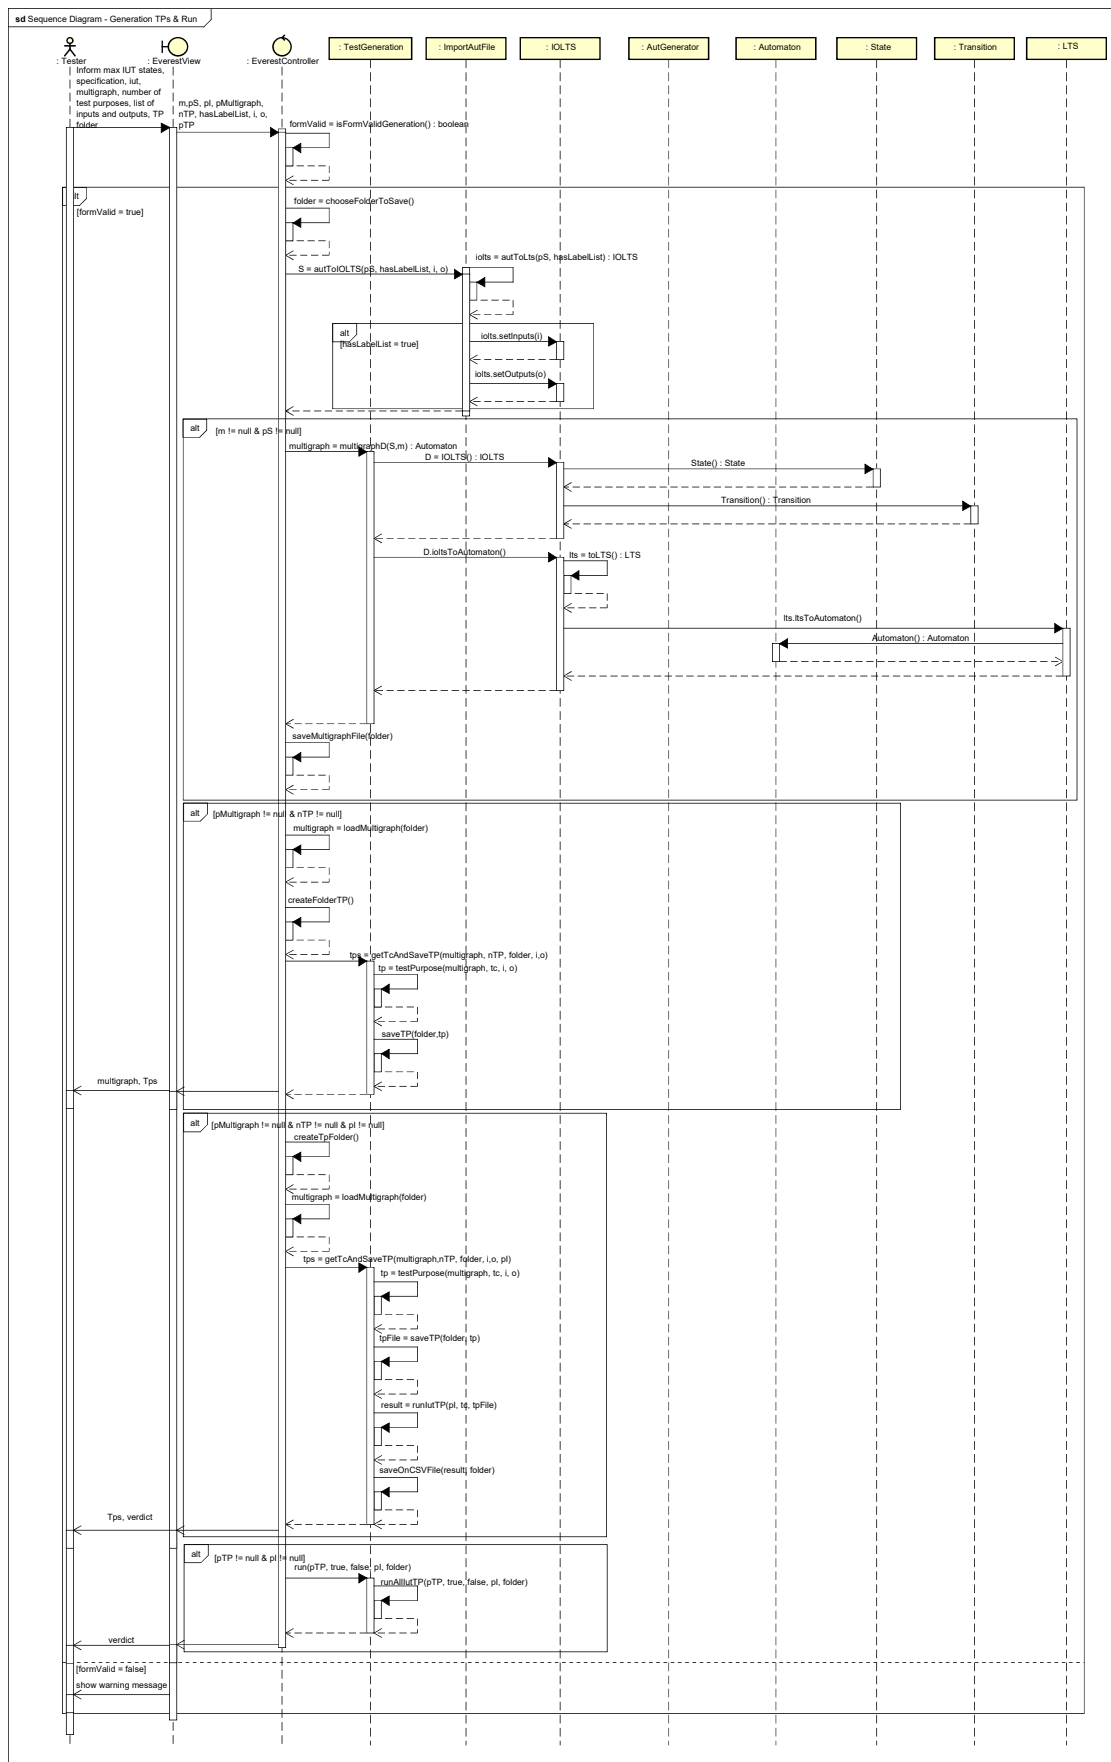 sd Sequence Diagram - Generation TPs & Run
: Tester
: EverestView
: EverestController
: TestGeneration
: ImportAutFile
: IOLTS
: AutGenerator
: Automaton
: State
: Transition
: LTS
Inform max IUT states,
specification, iut,
multigraph, number of
test purposes, list of
inputs and outputs, TP
folder
m,pS, pI, pMultigraph,
nTP, hasLabelList, i, o,
pTP
formValid = isFormValidGeneration() : boolean
alt
[formValid = true]
folder = chooseFolderToSave()
iolts = autToLts(pS, hasLabelList) : IOLTS
S = autToIOLTS(pS, hasLabelList, i, o)
alt
[hasLabelList = true]
iolts.setInputs(i)
iolts.setOutputs(o)
alt
[m != null & pS != null]
multigraph = multigraphD(S,m) : Automaton
D = IOLTS() : IOLTS
State() : State
Transition() : Transition
D.ioltsToAutomaton()
lts = toLTS() : LTS
lts.ltsToAutomaton()
Automaton() : Automaton
saveMultigraphFile(folder)
alt
[pMultigraph != null & nTP != null]
multigraph = loadMultigraph(folder)
createFolderTP()
tps = getTcAndSaveTP(multigraph, nTP, folder, i,o)
tp = testPurpose(multigraph, tc, i, o)
saveTP(folder,tp)
multigraph, Tps
alt
[pMultigraph != null & nTP != null & pI != null]
createTpFolder()
multigraph = loadMultigraph(folder)
tps = getTcAndSaveTP(multigraph,nTP, folder, i,o, pI)
tp = testPurpose(multigraph, tc, i, o)
tpFile = saveTP(folder, tp)
result = runIutTP(pI, tc, tpFile)
saveOnCSVFile(result, folder)
Tps, verdict
alt
[pTP != null & pI != null]
run(pTP, true, false, pI, folder)
runAllIutTP(pTP, true, false, pI, folder)
verdict
[formValid = false]
show warning message